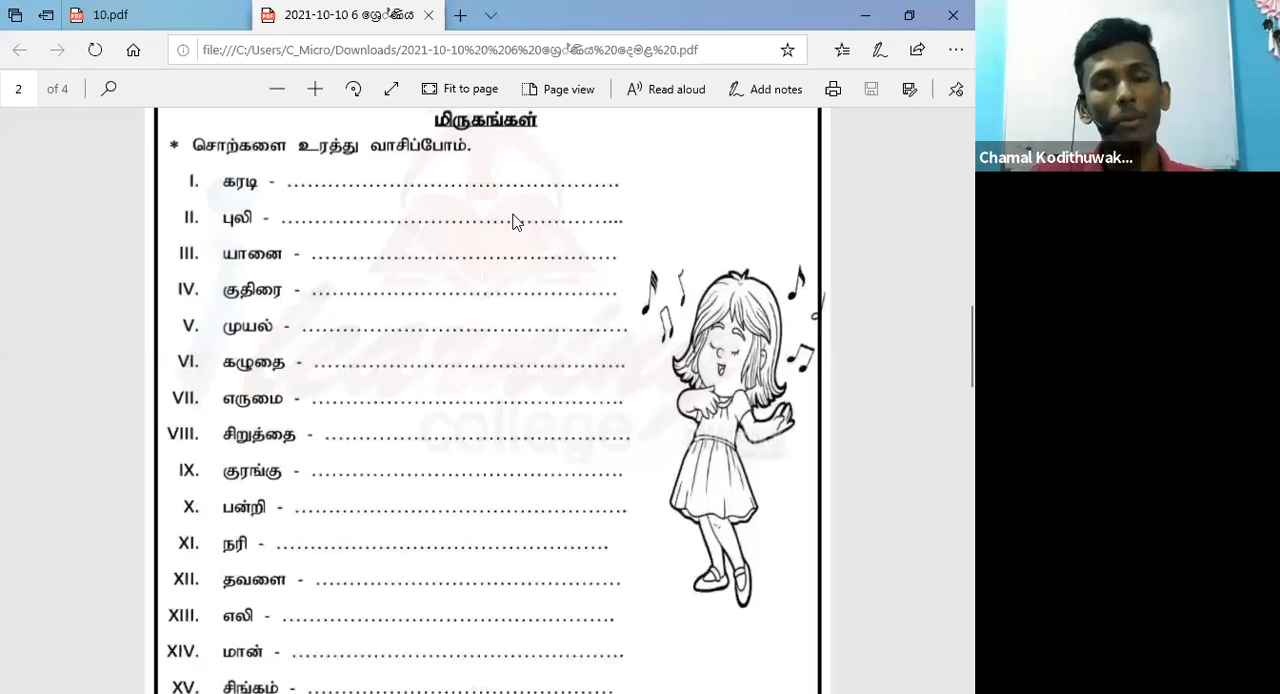 10.pdf
2021-10-10 6 ශ්‍රේණිය
file:///C:/Users/C_Micro/Downloads/2021-10-10%20%206%20ශ්‍රේණිය%20දෙමළ%20.pdf
2 of 4
Fit to page
Page view
Read aloud
Add notes
மிருகங்கள்
* சொற்களை உரத்து வாசிப்போம்.
I. கரடி - ……………………………………………….
II. புலி - ………………………………………………...
III. யானை - ……………………………………………
IV. குதிரை - ……………………………………………
V. முயல் - ………………………………………………
VI. கழுதை - …………………………………………….
VII. எருமை - ……………………………………………
VIII. சிறுத்தை - ……………………………………………
IX. குரங்கு - ……………………………………………
X. பன்றி - ……………………………………………….
XI. நரி - ……………………………………………….
XII. தவளை - ……………………………………………
XIII. எலி - ……………………………………………….
XIV. மான் - ………………………………………………
XV. சிங்கம் - ……………………………………………
college
Chamal Kodithuwak...